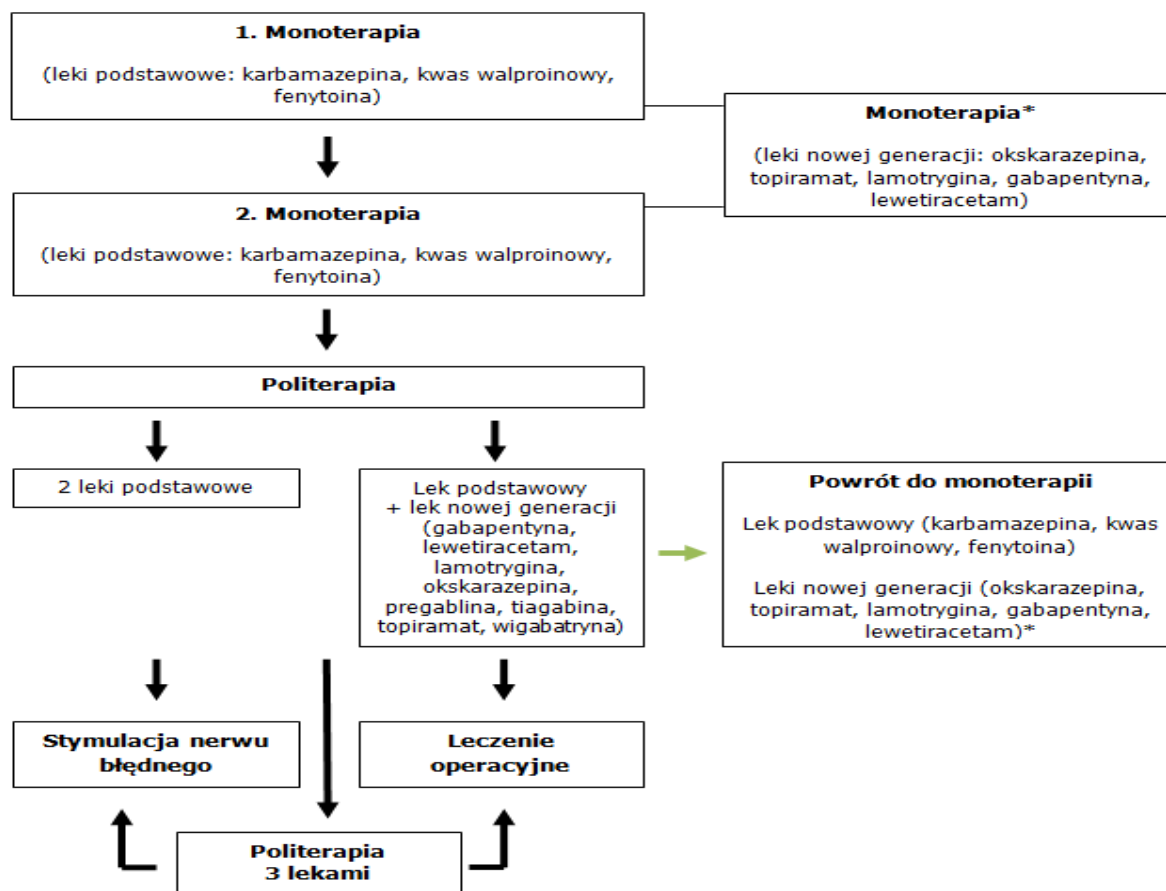 1. Monoterapia
(leki podstawowe: karbamazepina, kwas walproinowy,
fenytoina)
Monoterapia*
(leki nowej generacji: okskarazepina,
topiramat, lamotrygina, gabapentyna,
lewetiracetam)
2. Monoterapia
(leki podstawowe: karbamazepina, kwas walproinowy,
fenytoina)
Politerapia
2 leki podstawowe
Lek podstawowy
+ lek nowej generacji
(gabapentyna,
lewetiracetam,
lamotrygina,
okskarazepina,
pregablina, tiagabina,
topiramat, wigabatryna)
Powrót do monoterapii
Lek podstawowy (karbamazepina, kwas
walproinowy, fenytoina)
Leki nowej generacji (okskarazepina,
topiramat, lamotrygina, gabapentyna,
lewetiracetam)*
Stymulacja nerwu
błędnego
Leczenie
operacyjne
Politerapia
3 lekami